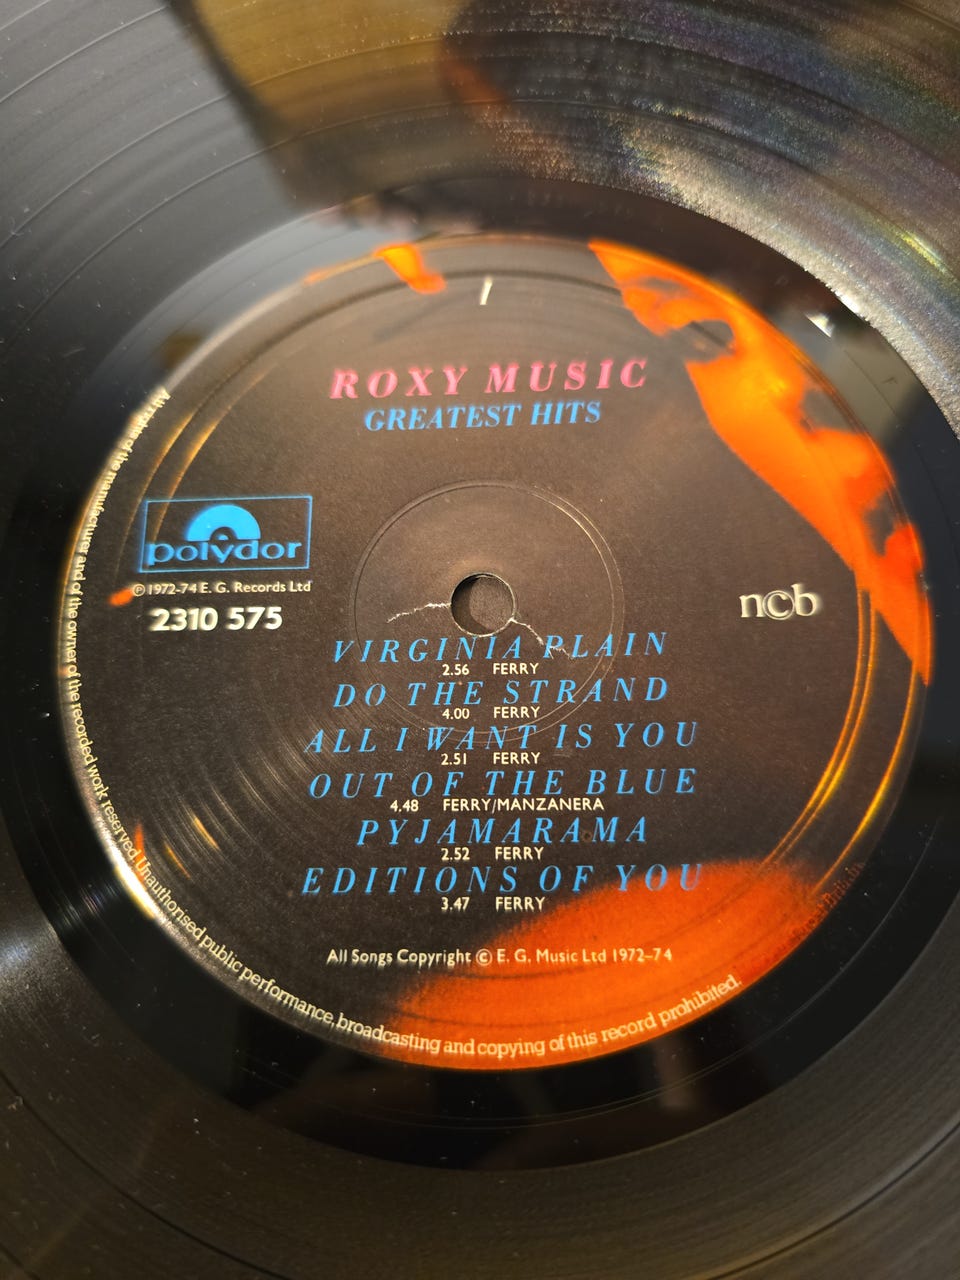 1
ROXY MUSIC
GREATEST HITS
polydor
℗1972-74 E. G. Records Ltd
2310 575
ncb
VIRGINIA PLAIN
2.56 FERRY
DO THE STRAND
4.00 FERRY
ALL I WANT IS YOU
2.51 FERRY
OUT OF THE BLUE
4.48 FERRY/MANZANERA
PYJAMARAMA
2.52 FERRY
EDITIONS OF YOU
3.47 FERRY
All Songs Copyright © E. G. Music Ltd 1972-74
All rights of the manufacturer and of the owner of the recorded work reserved. Unauthorised public performance, broadcasting and copying of this record prohibited.